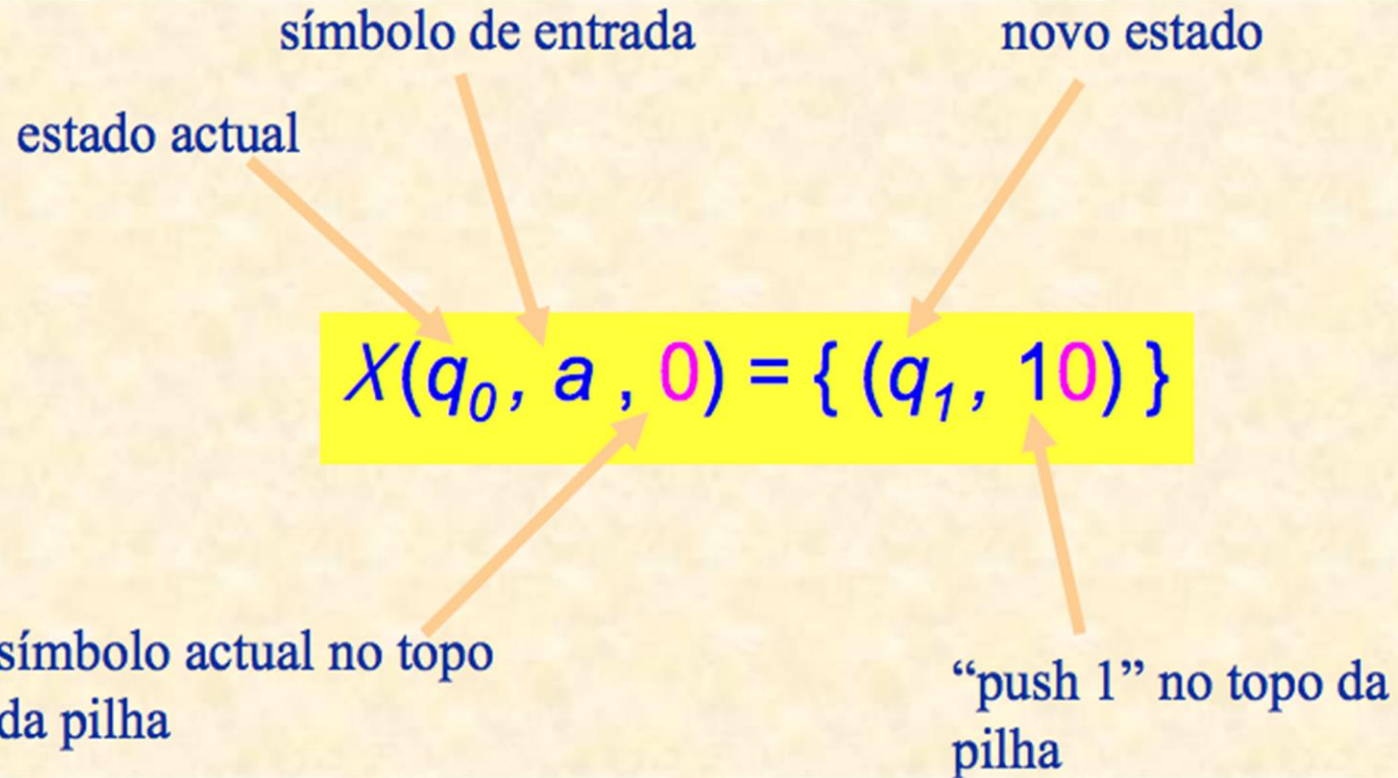 símbolo de entrada
novo estado
estado actual
X(q₀, a , 0) = { (q₁, 10) }
símbolo actual no topo
da pilha
“push 1” no topo da
pilha